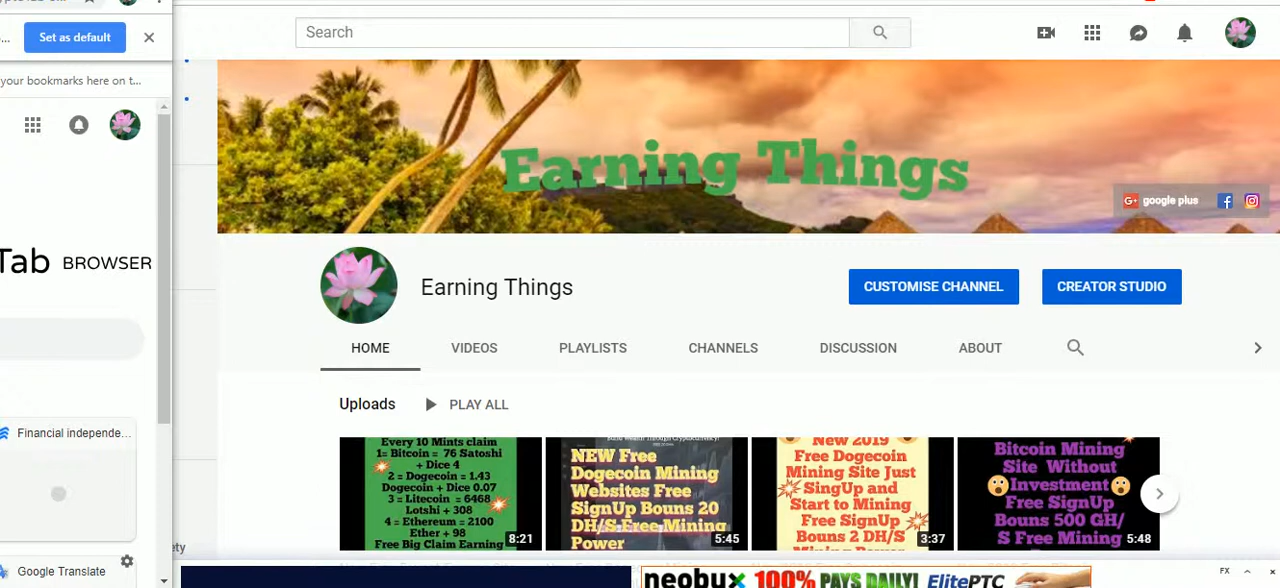 Set as default
Search
your bookmarks here on t...
Earning Things
google plus
Tab BROWSER
Earning Things
CUSTOMISE CHANNEL
CREATOR STUDIO
HOME
VIDEOS
PLAYLISTS
CHANNELS
DISCUSSION
ABOUT
Uploads
PLAY ALL
Financial independe...
Every 10 Mints claim
1= Bitcoin = 76 Satoshi
+ Dice 4
2 = Dogecoin = 1.43
Dogecoin + Dice 0.07
3 = Litecoin = 6468
Lotshi + 308
4 = Ethereum = 2100
Ether + 98
Free Big Claim Earning
8:21
NEW Free
Dogecoin Mining
Websites Free
SignUp Bouns 20
DH/S Free Mining
Power
5:45
New 2019
Free Dogecoin
Mining Site Just
SingUp and
Start to Mining
Free SignUp
Bouns 2 DH/S
3:37
Bitcoin Mining
Site Without
Investment
Free SignUp
Bouns 500 GH/
S Free Mining
5:48
ety
Google Translate
neobux 100% PAYS DAILY! ElitePTC
FX